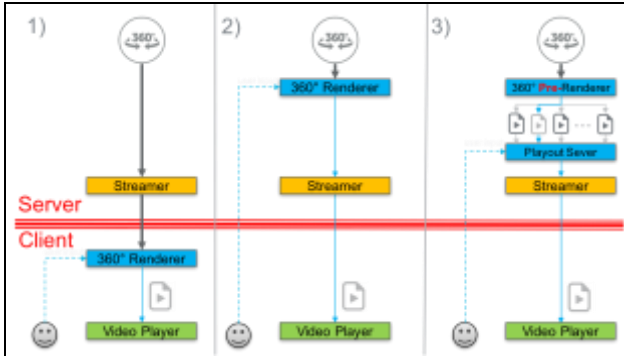 1)
360°
Streamer
Server
Client
360° Renderer
Video Player
2)
360°
360° Renderer
Streamer
Video Player
3)
360°
360° Pre-Renderer
Playout Sever
Streamer
Video Player